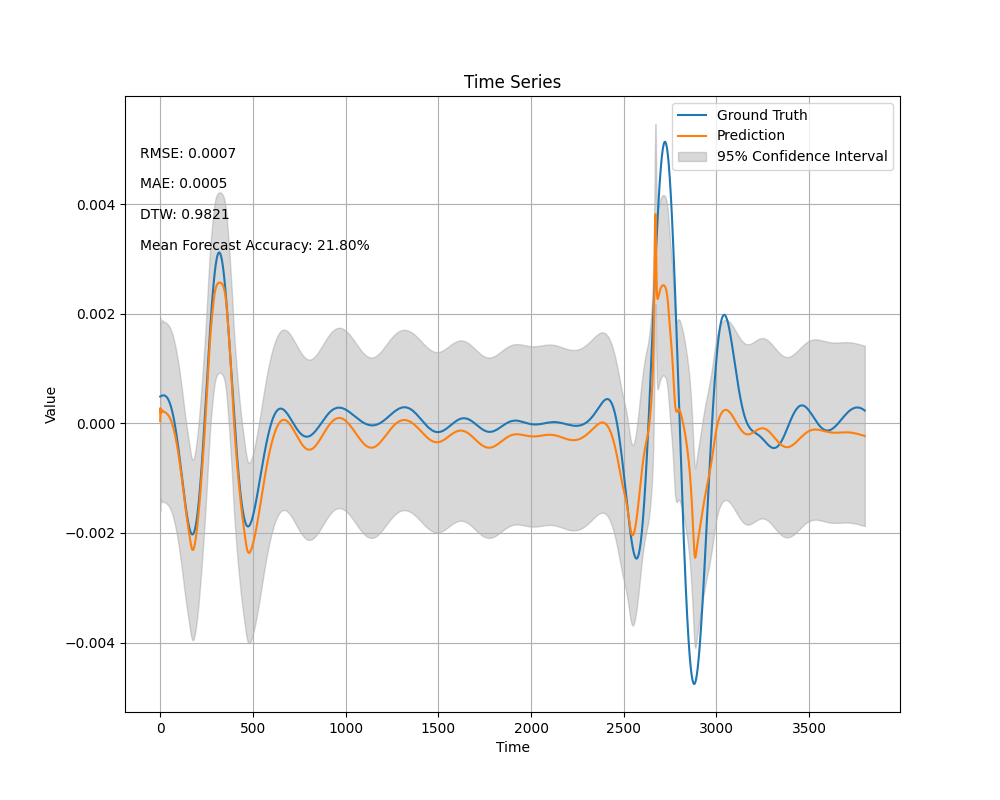 Time Series
Ground Truth
Prediction
95% Confidence Interval
RMSE: 0.0007
MAE: 0.0005
DTW: 0.9821
Mean Forecast Accuracy: 21.80%
0.004
0.002
0.000
−0.002
−0.004
Value
0 500 1000 1500 2000 2500 3000 3500
Time